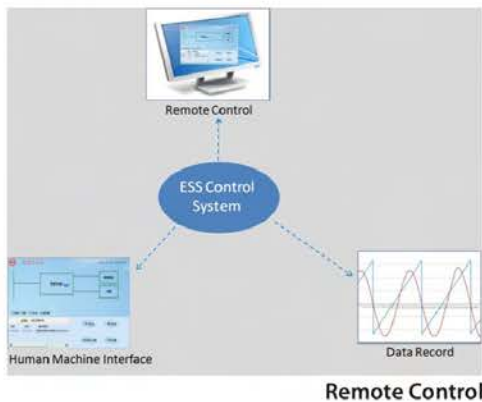 Remote Control
ESS Control
System
Human Machine Interface
Data Record
Remote Control